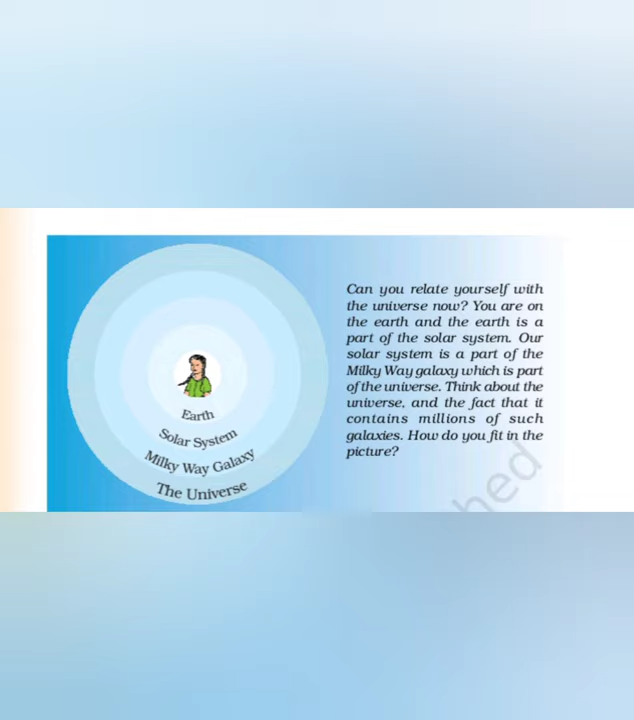 Can you relate yourself with
the universe now? You are on
the earth and the earth is a
part of the solar system. Our
solar system is a part of the
Milky Way galaxy which is part
of the universe. Think about the
universe, and the fact that it
contains millions of such
galaxies. How do you fit in the
picture?
Earth
Solar System
Milky Way Galaxy
The Universe
hed